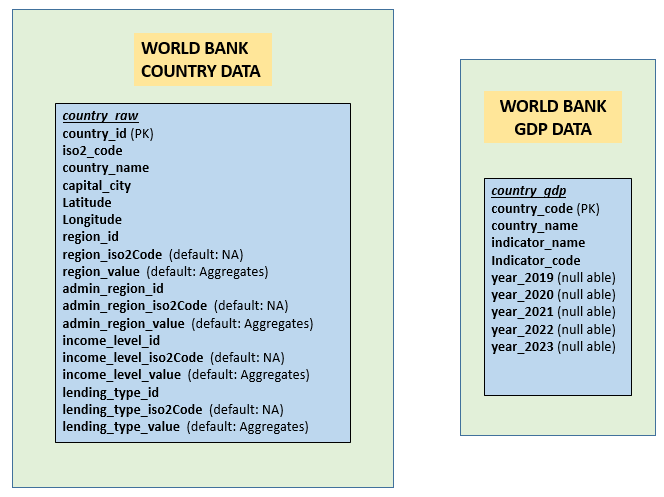 WORLD BANK
COUNTRY DATA
country_raw
country_id (PK)
iso2_code
country_name
capital_city
Latitude
Longitude
region_id
region_iso2Code (default: NA)
region_value (default: Aggregates)
admin_region_id
admin_region_iso2Code (default: NA)
admin_region_value (default: Aggregates)
income_level_id
income_level_iso2Code (default: NA)
income_level_value (default: Aggregates)
lending_type_id
lending_type_iso2Code (default: NA)
lending_type_value (default: Aggregates)
WORLD BANK
GDP DATA
country_gdp
country_code (PK)
country_name
indicator_name
Indicator_code
year_2019 (null able)
year_2020 (null able)
year_2021 (null able)
year_2022 (null able)
year_2023 (null able)